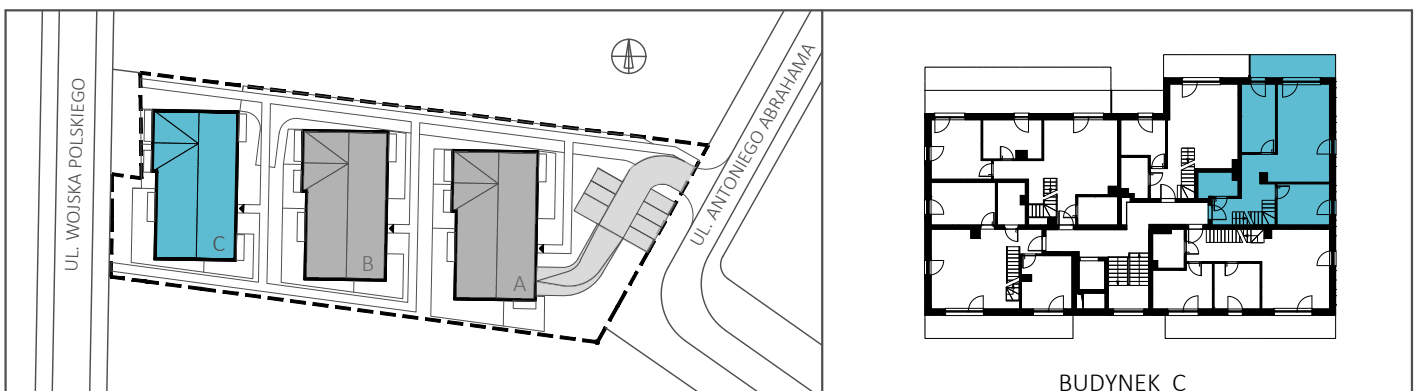 UL. WOJSKA POLSKIEGO
C
B
A
UL. ANTONIEGO ABRAHAMA
BUDYNEK C